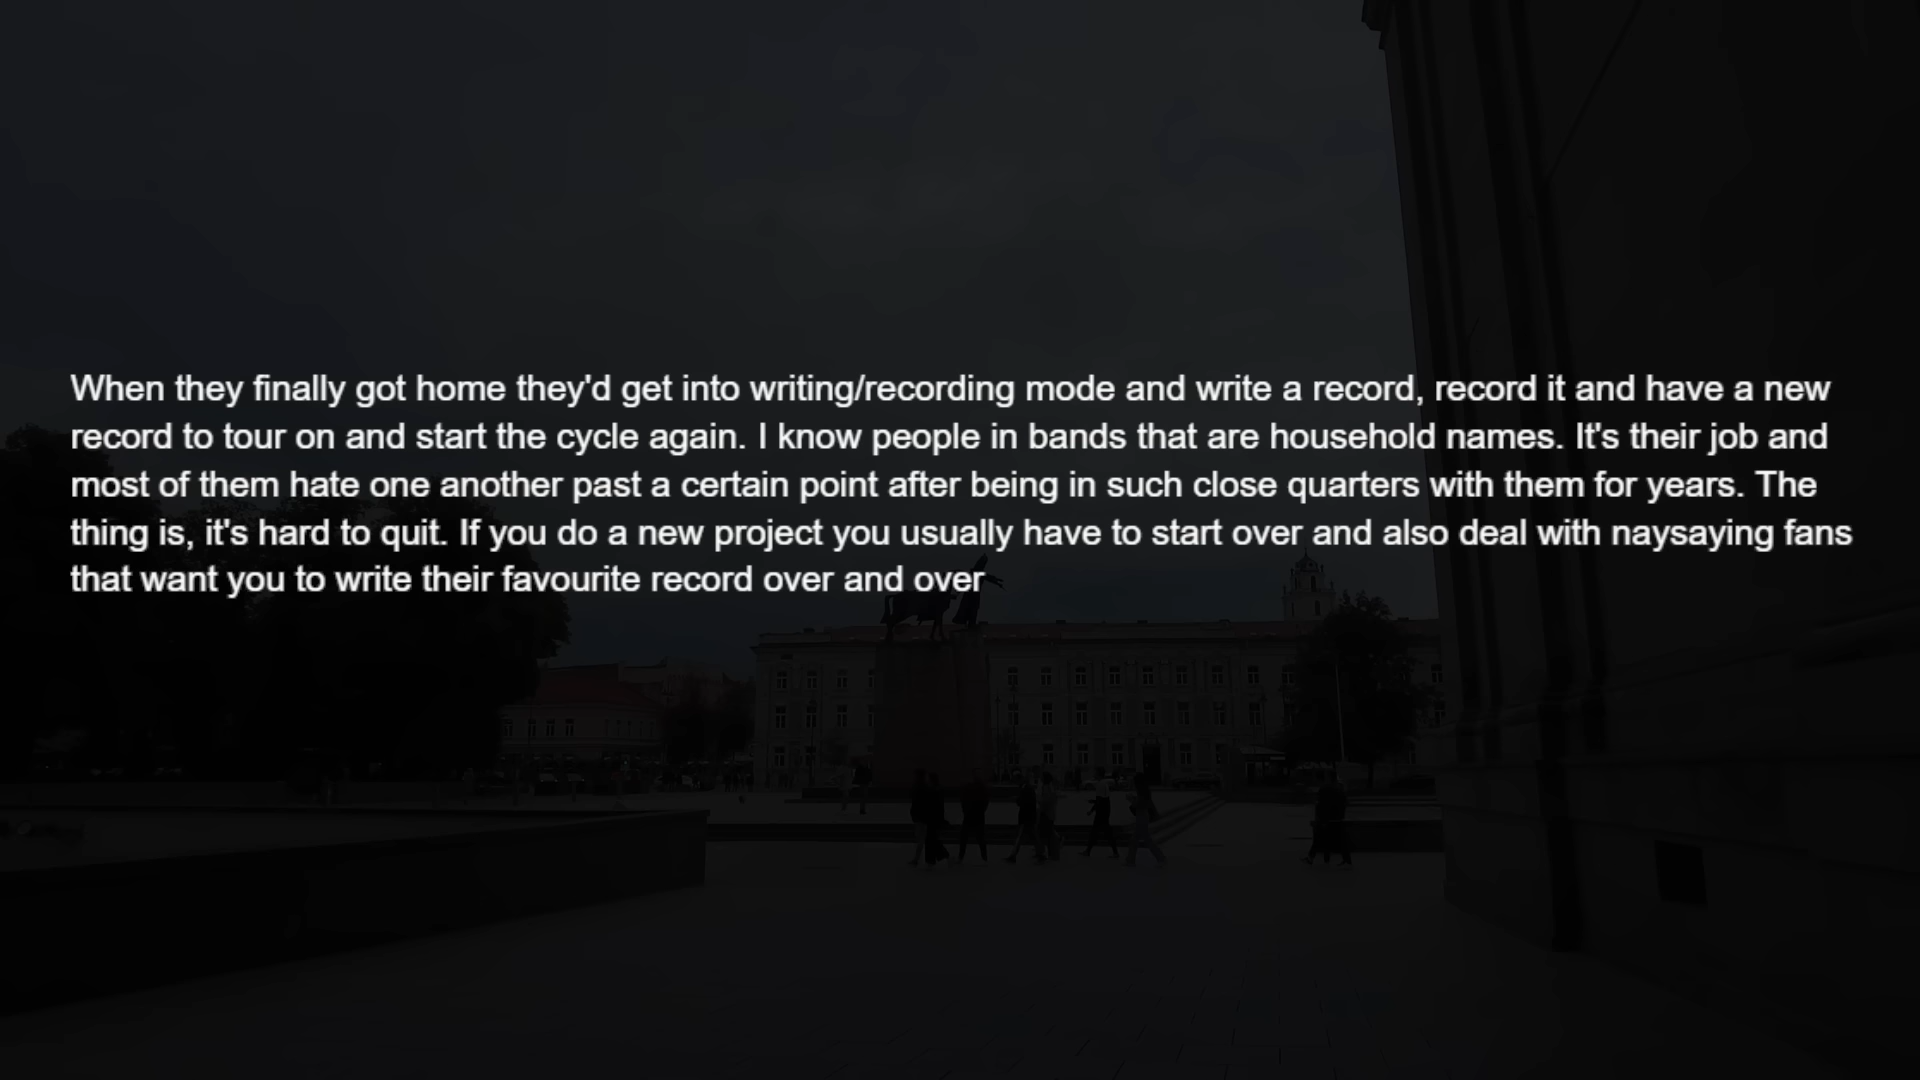 When they finally got home they'd get into writing/recording mode and write a record, record it and have a new
record to tour on and start the cycle again. I know people in bands that are household names. It's their job and
most of them hate one another past a certain point after being in such close quarters with them for years. The
thing is, it's hard to quit. If you do a new project you usually have to start over and also deal with naysaying fans
that want you to write their favourite record over and over